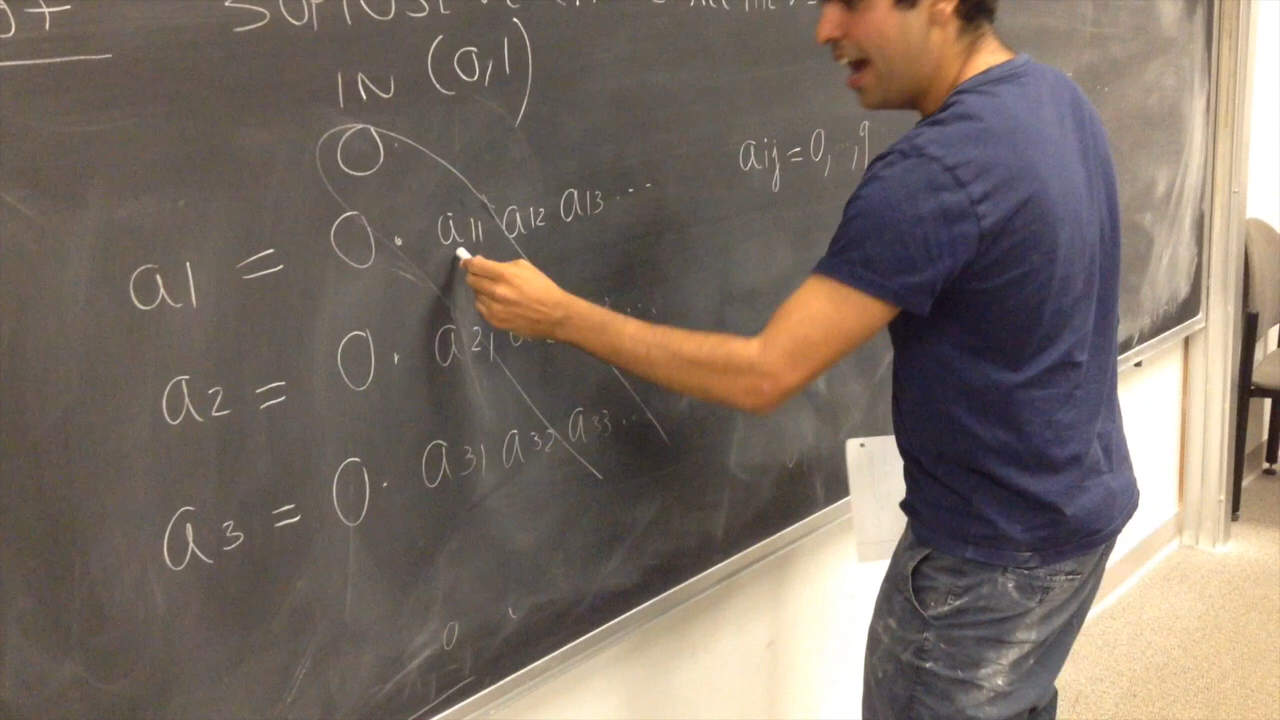 SUPPOSE
IN (0,1)
0.
a1 = 0. a11 a12 a13 ...
aij = 0, .., 9
a2 = 0. a21
a3 = 0. a31 a32 a33 ...
0